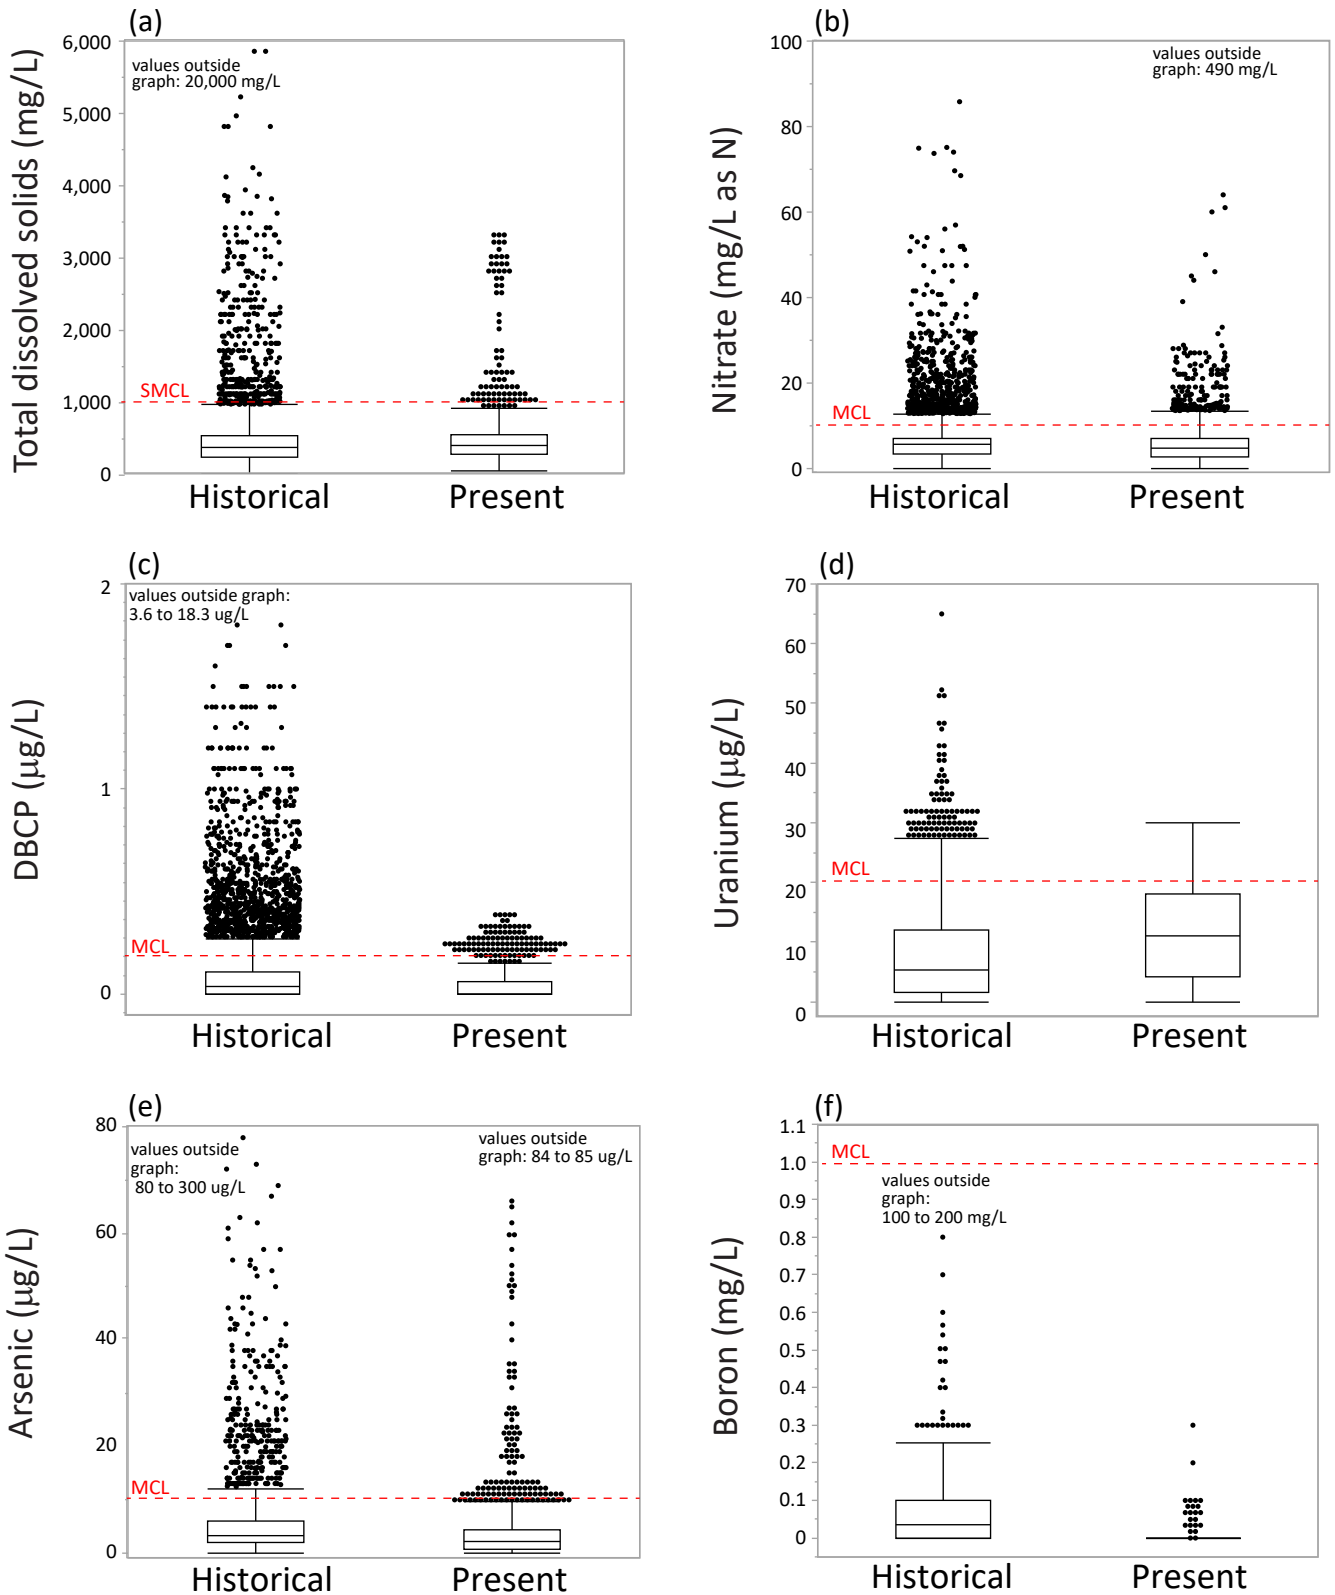 (a)
Total dissolved solids (mg/L)
6,000
5,000
4,000
3,000
2,000
1,000
0
values outside
graph: 20,000 mg/L
SMCL
Historical
Present
(b)
Nitrate (mg/L as N)
100
80
60
40
20
0
values outside
graph: 490 mg/L
MCL
Historical
Present
(c)
DBCP (µg/L)
2
1
0
values outside graph:
3.6 to 18.3 ug/L
MCL
Historical
Present
(d)
Uranium (µg/L)
70
60
50
40
30
20
10
0
MCL
Historical
Present
(e)
Arsenic (µg/L)
80
60
40
20
0
values outside
graph:
80 to 300 ug/L
values outside
graph: 84 to 85 ug/L
MCL
Historical
Present
(f)
Boron (mg/L)
1.1
1.0
0.9
0.8
0.7
0.6
0.5
0.4
0.3
0.2
0.1
0
MCL
values outside
graph:
100 to 200 mg/L
Historical
Present